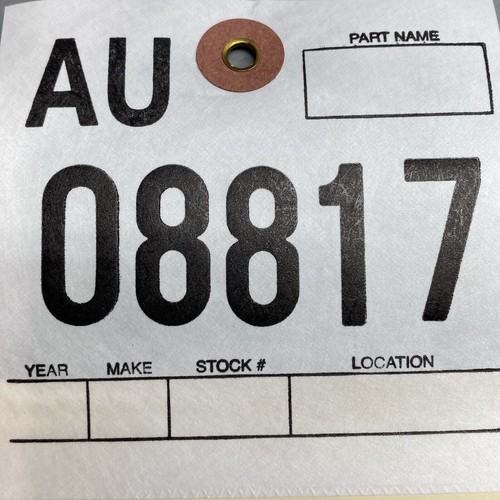 AU
PART NAME
08817
YEAR MAKE STOCK # LOCATION